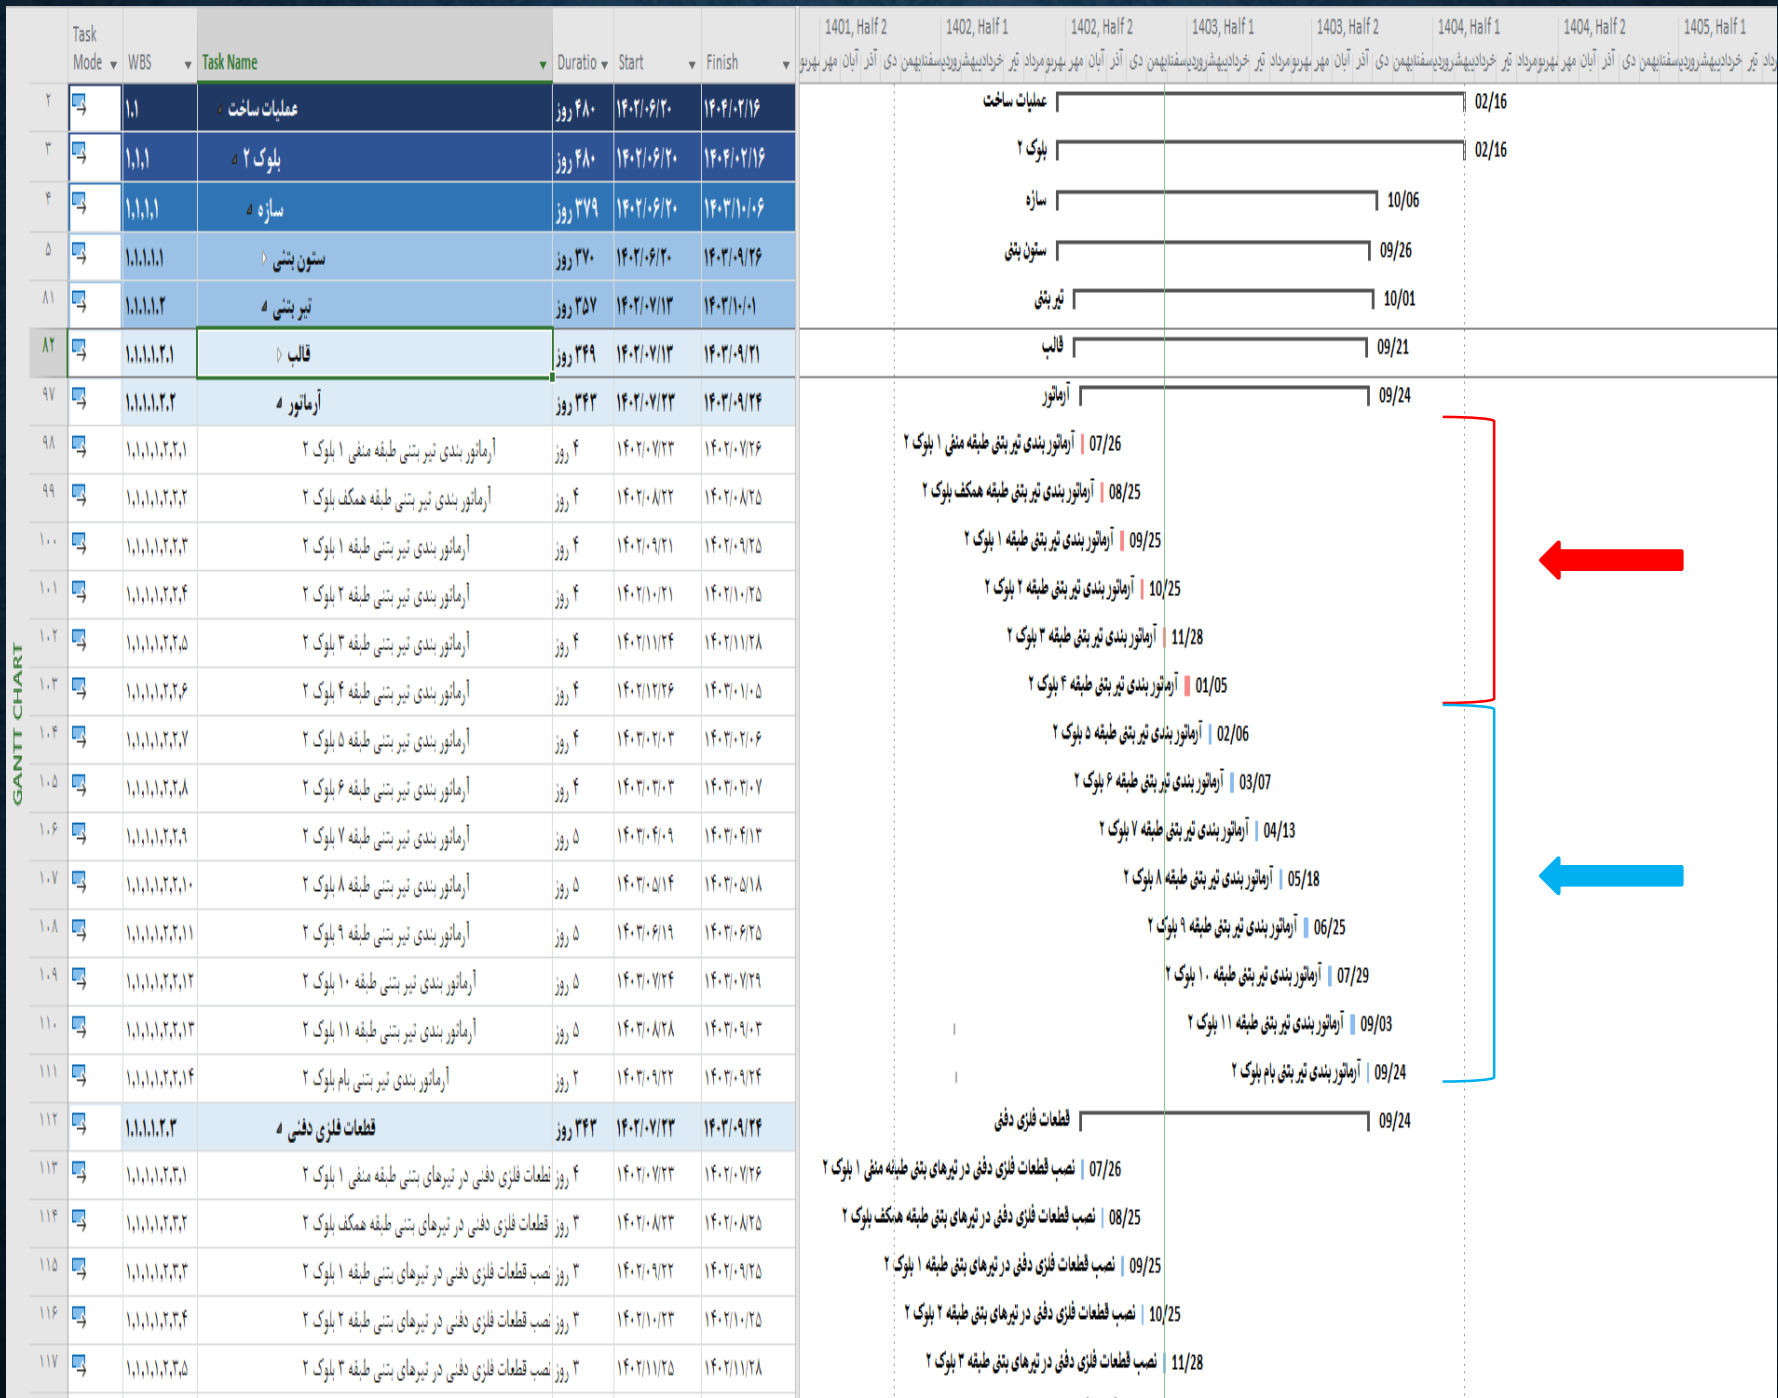 GANTT CHART
Task Mode WBS Task Name Duratio Start Finish
1401, Half 2 1402, Half 1 1402, Half 2 1403, Half 1 1403, Half 2 1404, Half 1 1404, Half 2 1405, Half 1
۲ ۱.۱ عملیات ساخت ۴۸۰ روز ۱۴۰۲/۰۶/۲۰ ۱۴۰۴/۰۲/۱۶ عملیات ساخت 02/16
۳ ۱,۱,۱ بلوک ۲ ۴۸۰ روز ۱۴۰۲/۰۶/۲۰ ۱۴۰۴/۰۲/۱۶ بلوک ۲ 02/16
۴ ۱,۱,۱,۱ سازه ۳۷۹ روز ۱۴۰۲/۰۶/۲۰ ۱۴۰۳/۱۰/۰۶ سازه 10/06
۵ ۱.۱.۱.۱.۱ ستون بتنی ۳۷۰ روز ۱۴۰۲/۰۶/۲۰ ۱۴۰۳/۰۹/۲۶ ستون بتنی 09/26
۸۱ ۱.۱.۱.۱.۲ تیر بتنی ۳۵۷ روز ۱۴۰۲/۰۷/۱۳ ۱۴۰۳/۱۰/۰۱ تیر بتنی 10/01
۸۲ ۱.۱.۱.۱.۲.۱ قالب ۳۴۹ روز ۱۴۰۲/۰۷/۱۳ ۱۴۰۳/۰۹/۲۱ قالب 09/21
۹۷ ۱.۱.۱.۱.۲.۲ آرماتور ۳۴۳ روز ۱۴۰۲/۰۷/۲۳ ۱۴۰۳/۰۹/۲۴ آرماتور 09/24
۹۸ ۱,۱,۱,۱,۲,۲,۱ آرماتور بندی تیر بتنی طبقه منفی ۱ بلوک ۲ ۴ روز ۱۴۰۲/۰۷/۲۳ ۱۴۰۲/۰۷/۲۶ آرماتور بندی تیر بتنی طبقه منفی ۱ بلوک ۲ 07/26
۹۹ ۱,۱,۱,۱,۲,۲,۲ آرماتور بندی تیر بتنی طبقه همکف بلوک ۲ ۴ روز ۱۴۰۲/۰۸/۲۲ ۱۴۰۲/۰۸/۲۵ آرماتور بندی تیر بتنی طبقه همکف بلوک ۲ 08/25
۱۰۰ ۱,۱,۱,۱,۲,۲,۳ آرماتور بندی تیر بتنی طبقه ۱ بلوک ۲ ۴ روز ۱۴۰۲/۰۹/۲۱ ۱۴۰۲/۰۹/۲۵ آرماتور بندی تیر بتنی طبقه ۱ بلوک ۲ 09/25
۱۰۱ ۱,۱,۱,۱,۲,۲,۴ آرماتور بندی تیر بتنی طبقه ۲ بلوک ۲ ۴ روز ۱۴۰۲/۱۰/۲۱ ۱۴۰۲/۱۰/۲۵ آرماتور بندی تیر بتنی طبقه ۲ بلوک ۲ 10/25
۱۰۲ ۱,۱,۱,۱,۲,۲,۵ آرماتور بندی تیر بتنی طبقه ۳ بلوک ۲ ۴ روز ۱۴۰۲/۱۱/۲۴ ۱۴۰۲/۱۱/۲۸ آرماتور بندی تیر بتنی طبقه ۳ بلوک ۲ 11/28
۱۰۳ ۱,۱,۱,۱,۲,۲,۶ آرماتور بندی تیر بتنی طبقه ۴ بلوک ۲ ۴ روز ۱۴۰۲/۱۲/۲۶ ۱۴۰۳/۰۱/۰۵ آرماتور بندی تیر بتنی طبقه ۴ بلوک ۲ 01/05
۱۰۴ ۱,۱,۱,۱,۲,۲,۷ آرماتور بندی تیر بتنی طبقه ۵ بلوک ۲ ۴ روز ۱۴۰۳/۰۲/۰۳ ۱۴۰۳/۰۲/۰۶ آرماتور بندی تیر بتنی طبقه ۵ بلوک ۲ 02/06
۱۰۵ ۱,۱,۱,۱,۲,۲,۸ آرماتور بندی تیر بتنی طبقه ۶ بلوک ۲ ۴ روز ۱۴۰۳/۰۳/۰۳ ۱۴۰۳/۰۳/۰۷ آرماتور بندی تیر بتنی طبقه ۶ بلوک ۲ 03/07
۱۰۶ ۱,۱,۱,۱,۲,۲,۹ آرماتور بندی تیر بتنی طبقه ۷ بلوک ۲ ۵ روز ۱۴۰۳/۰۴/۰۹ ۱۴۰۳/۰۴/۱۳ آرماتور بندی تیر بتنی طبقه ۷ بلوک ۲ 04/13
۱۰۷ ۱,۱,۱,۱,۲,۲,۱۰ آرماتور بندی تیر بتنی طبقه ۸ بلوک ۲ ۵ روز ۱۴۰۳/۰۵/۱۴ ۱۴۰۳/۰۵/۱۸ آرماتور بندی تیر بتنی طبقه ۸ بلوک ۲ 05/18
۱۰۸ ۱,۱,۱,۱,۲,۲,۱۱ آرماتور بندی تیر بتنی طبقه ۹ بلوک ۲ ۵ روز ۱۴۰۳/۰۶/۱۹ ۱۴۰۳/۰۶/۲۵ آرماتور بندی تیر بتنی طبقه ۹ بلوک ۲ 06/25
۱۰۹ ۱,۱,۱,۱,۲,۲,۱۲ آرماتور بندی تیر بتنی طبقه ۱۰ بلوک ۲ ۵ روز ۱۴۰۳/۰۷/۲۴ ۱۴۰۳/۰۷/۲۹ آرماتور بندی تیر بتنی طبقه ۱۰ بلوک ۲ 07/29
۱۱۰ ۱,۱,۱,۱,۲,۲,۱۳ آرماتور بندی تیر بتنی طبقه ۱۱ بلوک ۲ ۵ روز ۱۴۰۳/۰۸/۲۸ ۱۴۰۳/۰۹/۰۳ آرماتور بندی تیر بتنی طبقه ۱۱ بلوک ۲ 09/03
۱۱۱ ۱,۱,۱,۱,۲,۲,۱۴ آرماتور بندی تیر بتنی بام بلوک ۲ ۲ روز ۱۴۰۳/۰۹/۲۲ ۱۴۰۳/۰۹/۲۴ آرماتور بندی تیر بتنی بام بلوک ۲ 09/24
۱۱۲ ۱.۱.۱.۱.۲.۳ قطعات فلزی دفنی ۳۴۳ روز ۱۴۰۲/۰۷/۲۳ ۱۴۰۳/۰۹/۲۴ قطعات فلزی دفنی 09/24
۱۱۳ ۱,۱,۱,۱,۲,۳,۱ قطعات فلزی دفنی در تیرهای بتنی طبقه منفی ۱ بلوک ۲ ۴ روز ۱۴۰۲/۰۷/۲۳ ۱۴۰۲/۰۷/۲۶ نصب قطعات فلزی دفنی در تیرهای بتنی طبقه منفی ۱ بلوک ۲ 07/26
۱۱۴ ۱,۱,۱,۱,۲,۳,۲ قطعات فلزی دفنی در تیرهای بتنی طبقه همکف بلوک ۲ ۳ روز ۱۴۰۲/۰۸/۲۳ ۱۴۰۲/۰۸/۲۵ نصب قطعات فلزی دفنی در تیرهای بتنی طبقه همکف بلوک ۲ 08/25
۱۱۵ ۱,۱,۱,۱,۲,۳,۳ نصب قطعات فلزی دفنی در تیرهای بتنی طبقه ۱ بلوک ۲ ۳ روز ۱۴۰۲/۰۹/۲۲ ۱۴۰۲/۰۹/۲۵ نصب قطعات فلزی دفنی در تیرهای بتنی طبقه ۱ بلوک ۲ 09/25
۱۱۶ ۱,۱,۱,۱,۲,۳,۴ نصب قطعات فلزی دفنی در تیرهای بتنی طبقه ۲ بلوک ۲ ۳ روز ۱۴۰۲/۱۰/۲۳ ۱۴۰۲/۱۰/۲۵ نصب قطعات فلزی دفنی در تیرهای بتنی طبقه ۲ بلوک ۲ 10/25
۱۱۷ ۱,۱,۱,۱,۲,۳,۵ نصب قطعات فلزی دفنی در تیرهای بتنی طبقه ۳ بلوک ۲ ۳ روز ۱۴۰۲/۱۱/۲۵ ۱۴۰۲/۱۱/۲۸ نصب قطعات فلزی دفنی در تیرهای بتنی طبقه ۳ بلوک ۲ 11/28